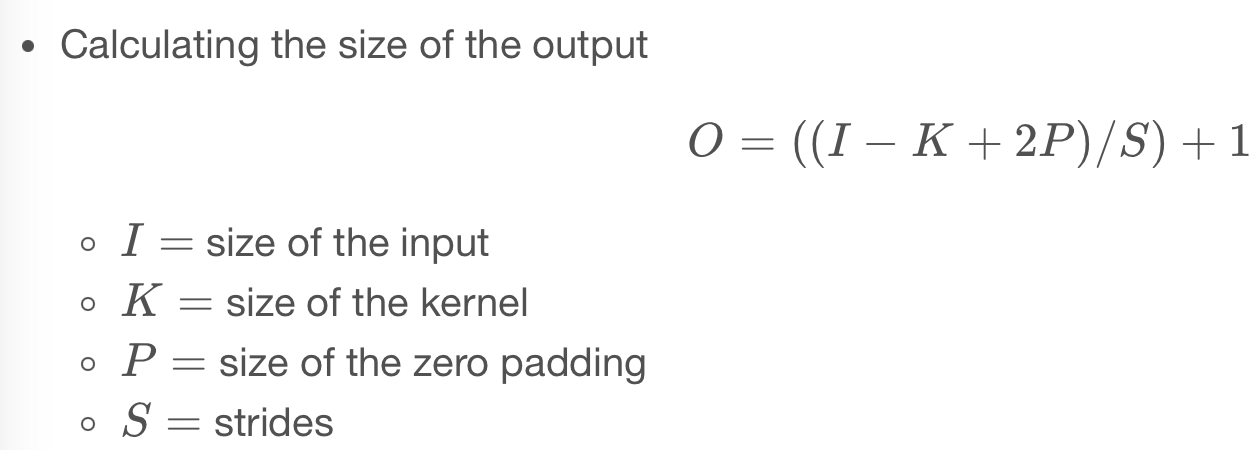 • Calculating the size of the output
O = ((I − K + 2P)/S) + 1
◦ I = size of the input
◦ K = size of the kernel
◦ P = size of the zero padding
◦ S = strides